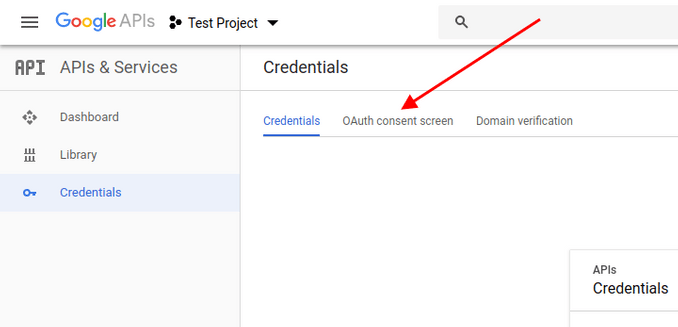 Google APIs
Test Project
API
APIs & Services
Credentials
Dashboard
Library
Credentials
Credentials
OAuth consent screen
Domain verification
APIs
Credentials